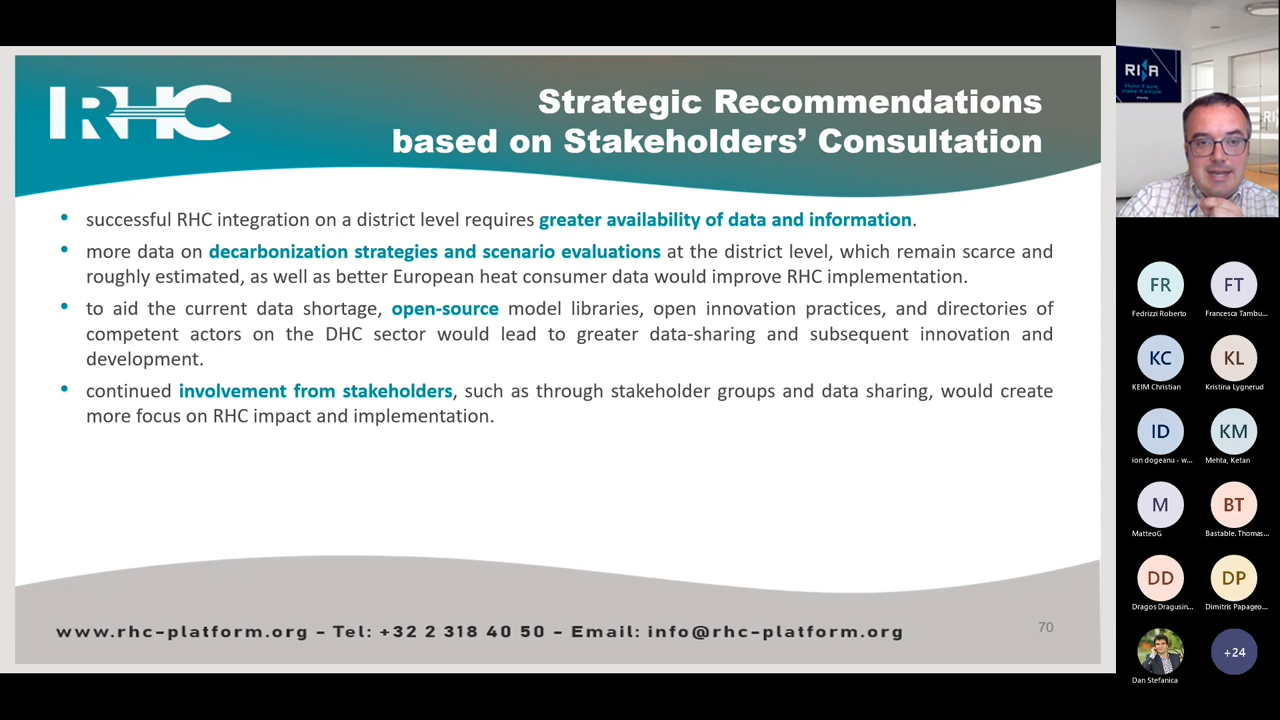 RHC
Strategic Recommendations
based on Stakeholders’ Consultation
• successful RHC integration on a district level requires greater availability of data and information.
• more data on decarbonization strategies and scenario evaluations at the district level, which remain scarce and
roughly estimated, as well as better European heat consumer data would improve RHC implementation.
• to aid the current data shortage, open-source model libraries, open innovation practices, and directories of
competent actors on the DHC sector would lead to greater data-sharing and subsequent innovation and
development.
• continued involvement from stakeholders, such as through stakeholder groups and data sharing, would create
more focus on RHC impact and implementation.
www.rhc-platform.org – Tel: +32 2 318 40 50 – Email: info@rhc-platform.org
70
RINA
RI
FR
Fedrizzi Roberto
FT
Francesca Tambu...
KC
KEIM Christian
KL
Kristina Lygnerud
ID
ion dogeanu - w...
KM
Mehta, Ketan
M
MatteoG
BT
Bastable. Thomas...
DD
Dragos Dragusin...
DP
Dimitris Papageo...
Dan Stefanica
+24